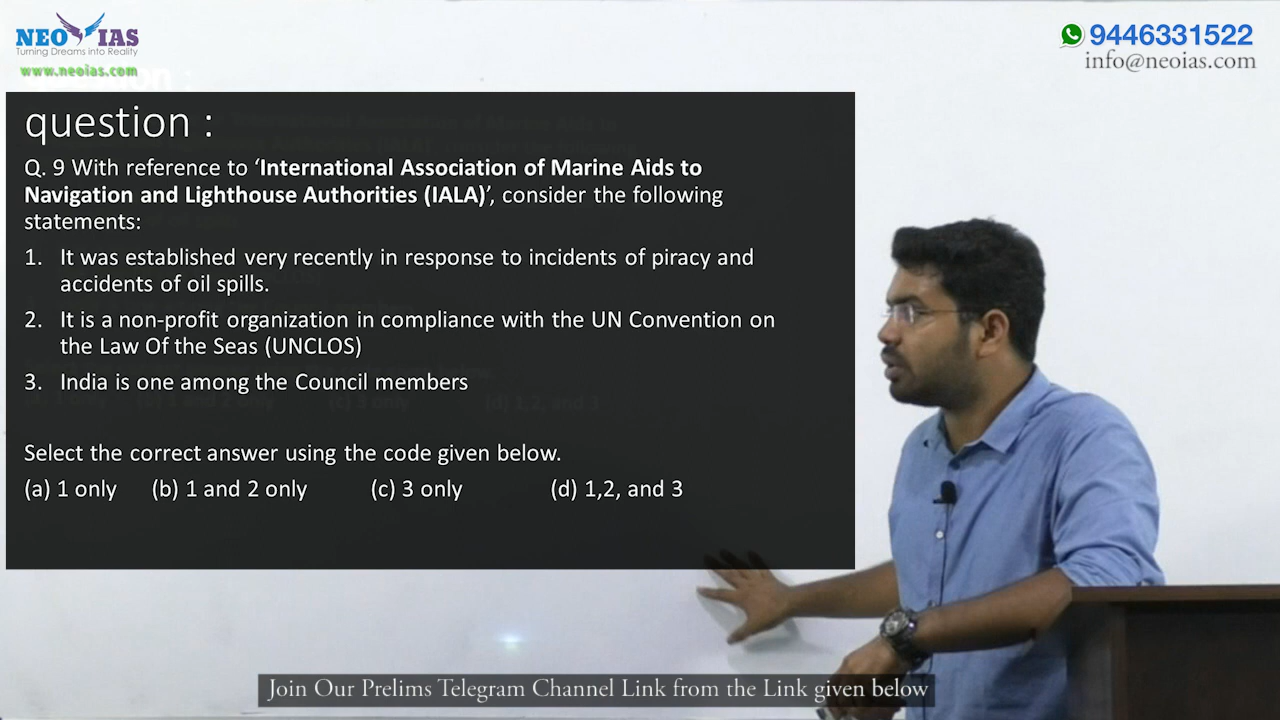 NEO IAS
Turning Dreams into Reality
www.neoias.com
9446331522
info@neoias.com
question :
Q. 9 With reference to ‘International Association of Marine Aids to
Navigation and Lighthouse Authorities (IALA)’, consider the following
statements:
1. It was established very recently in response to incidents of piracy and
accidents of oil spills.
2. It is a non-profit organization in compliance with the UN Convention on
the Law Of the Seas (UNCLOS)
3. India is one among the Council members
Select the correct answer using the code given below.
(a) 1 only (b) 1 and 2 only (c) 3 only (d) 1,2, and 3
Join Our Prelims Telegram Channel Link from the Link given below